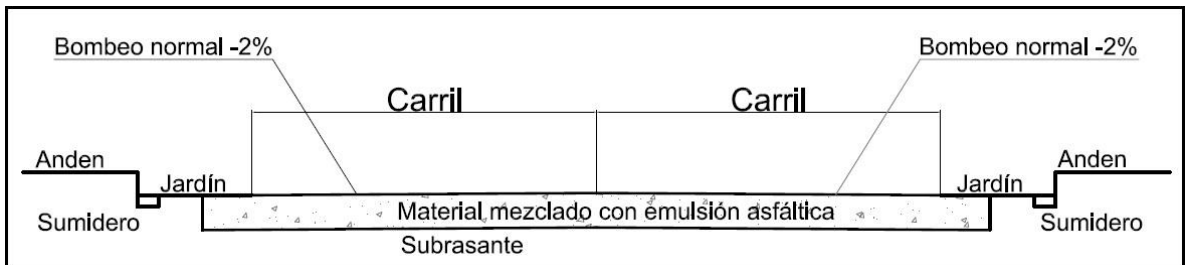 Bombeo normal -2%
Bombeo normal -2%
Carril
Carril
Anden
Anden
Jardín
Jardín
Sumidero
Material mezclado con emulsión asfáltica
Sumidero
Subrasante